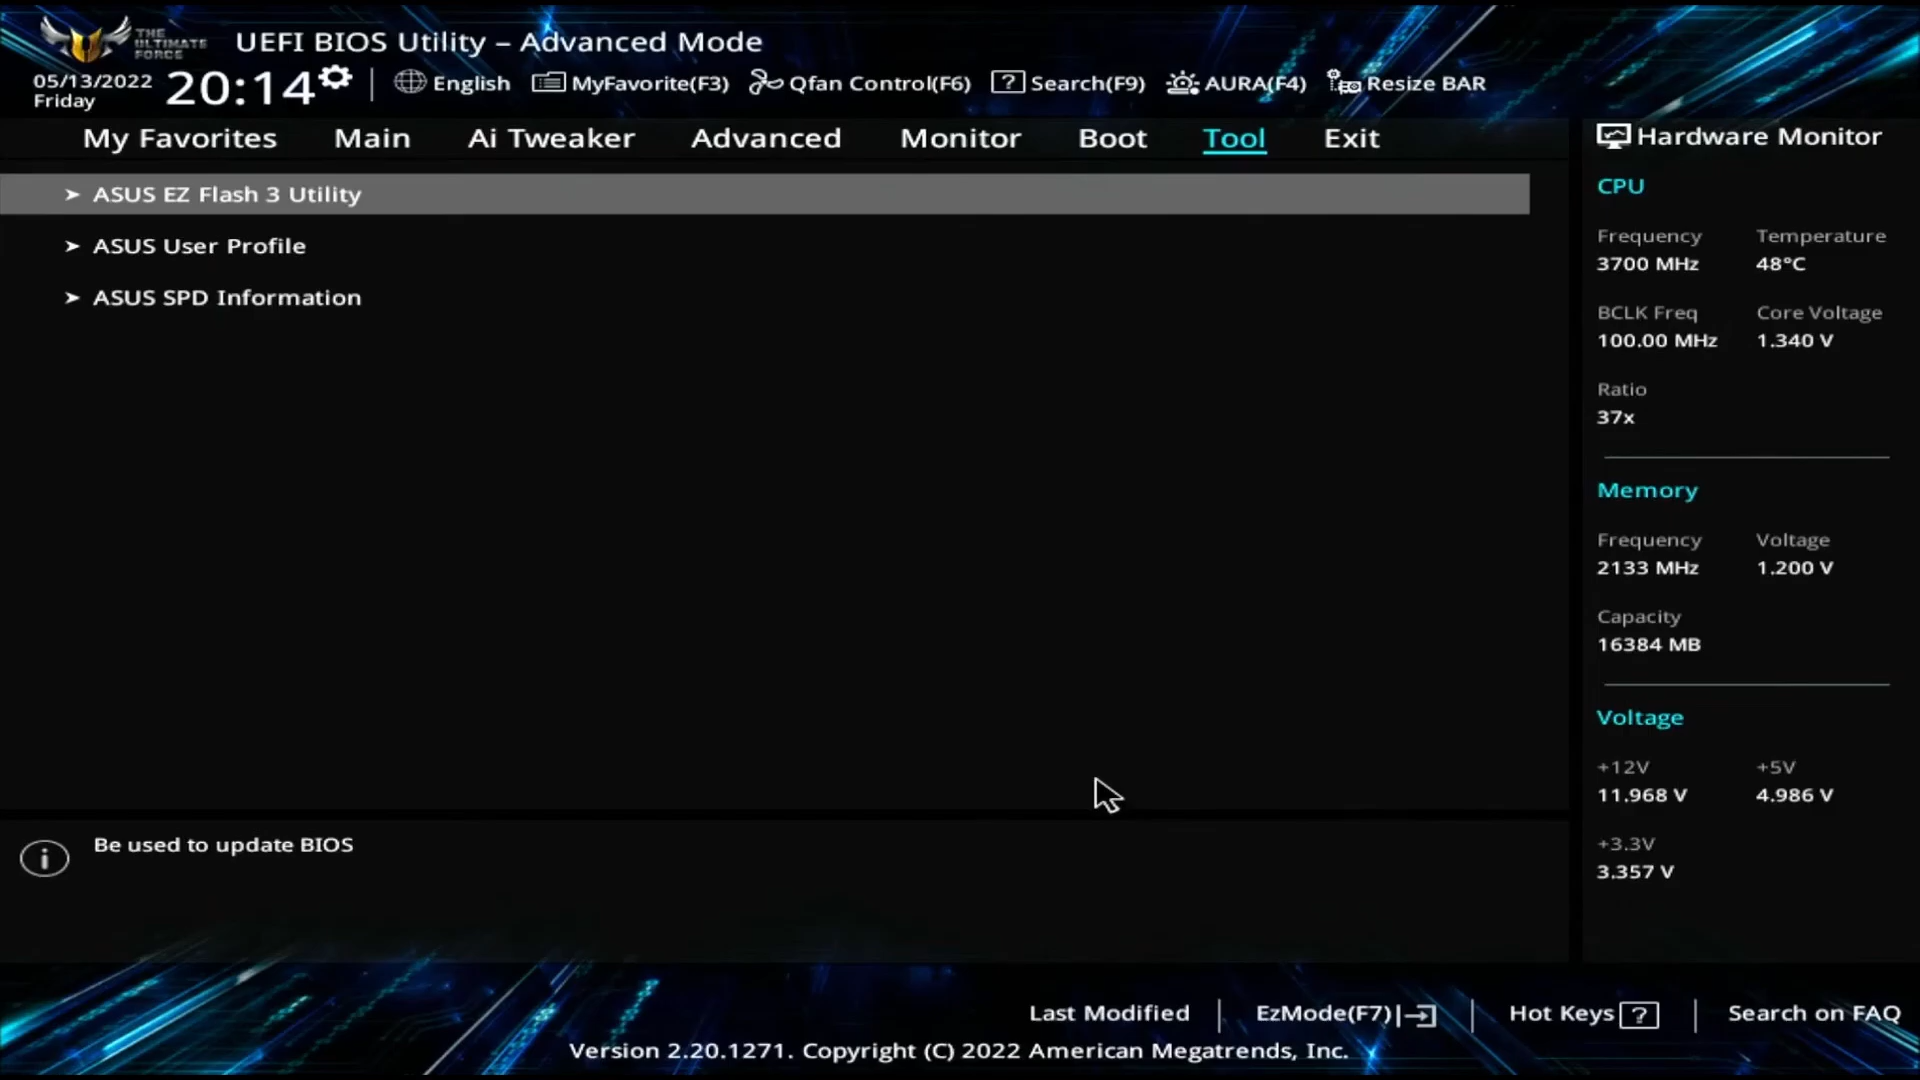 THE
ULTIMATE
FORCE
UEFI BIOS Utility – Advanced Mode
05/13/2022
Friday
20:14
English
MyFavorite(F3)
Qfan Control(F6)
? Search(F9)
AURA(F4)
Resize BAR
My Favorites
Main
Ai Tweaker
Advanced
Monitor
Boot
Tool
Exit
ASUS EZ Flash 3 Utility
ASUS User Profile
ASUS SPD Information
Be used to update BIOS
Hardware Monitor
CPU
Frequency Temperature
3700 MHz 48°C
BCLK Freq Core Voltage
100.00 MHz 1.340 V
Ratio
37x
Memory
Frequency Voltage
2133 MHz 1.200 V
Capacity
16384 MB
Voltage
+12V +5V
11.968 V 4.986 V
+3.3V
3.357 V
Last Modified
EzMode(F7)
Hot Keys ?
Search on FAQ
Version 2.20.1271. Copyright (C) 2022 American Megatrends, Inc.